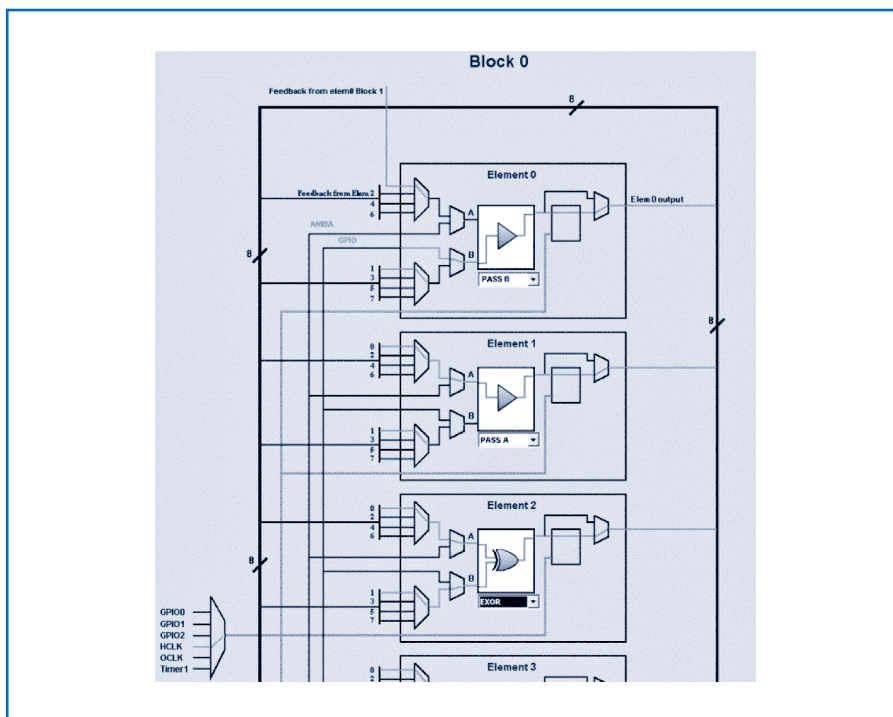 Block 0
Feedback from elem0 Block 1
8
Element 0
Feedback from Elem 2
4
6
A
Elem 0 output
AMBA
GPIO
8
B
1
3
5
7
PASS B
8
Element 1
0
2
4
6
A
B
1
3
5
7
PASS A
Element 2
0
2
4
6
A
8
B
1
3
5
7
EXOR
GPIO0
GPIO1
GPIO2
HCLK
OCLK
Timer1
Element 3
0
2